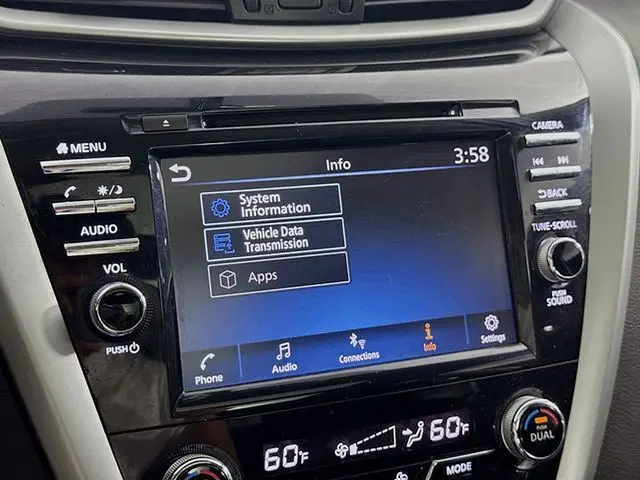 CAMERA
MENU
Info
3:58
System
Information
BACK
AUDIO
Vehicle Data
Transmission
TUNE·SCROLL
VOL
Apps
PUSH
SOUND
PUSH
Phone
Audio
Connections
Info
Settings
60°F
60°F
PUSH
DUAL
MODE